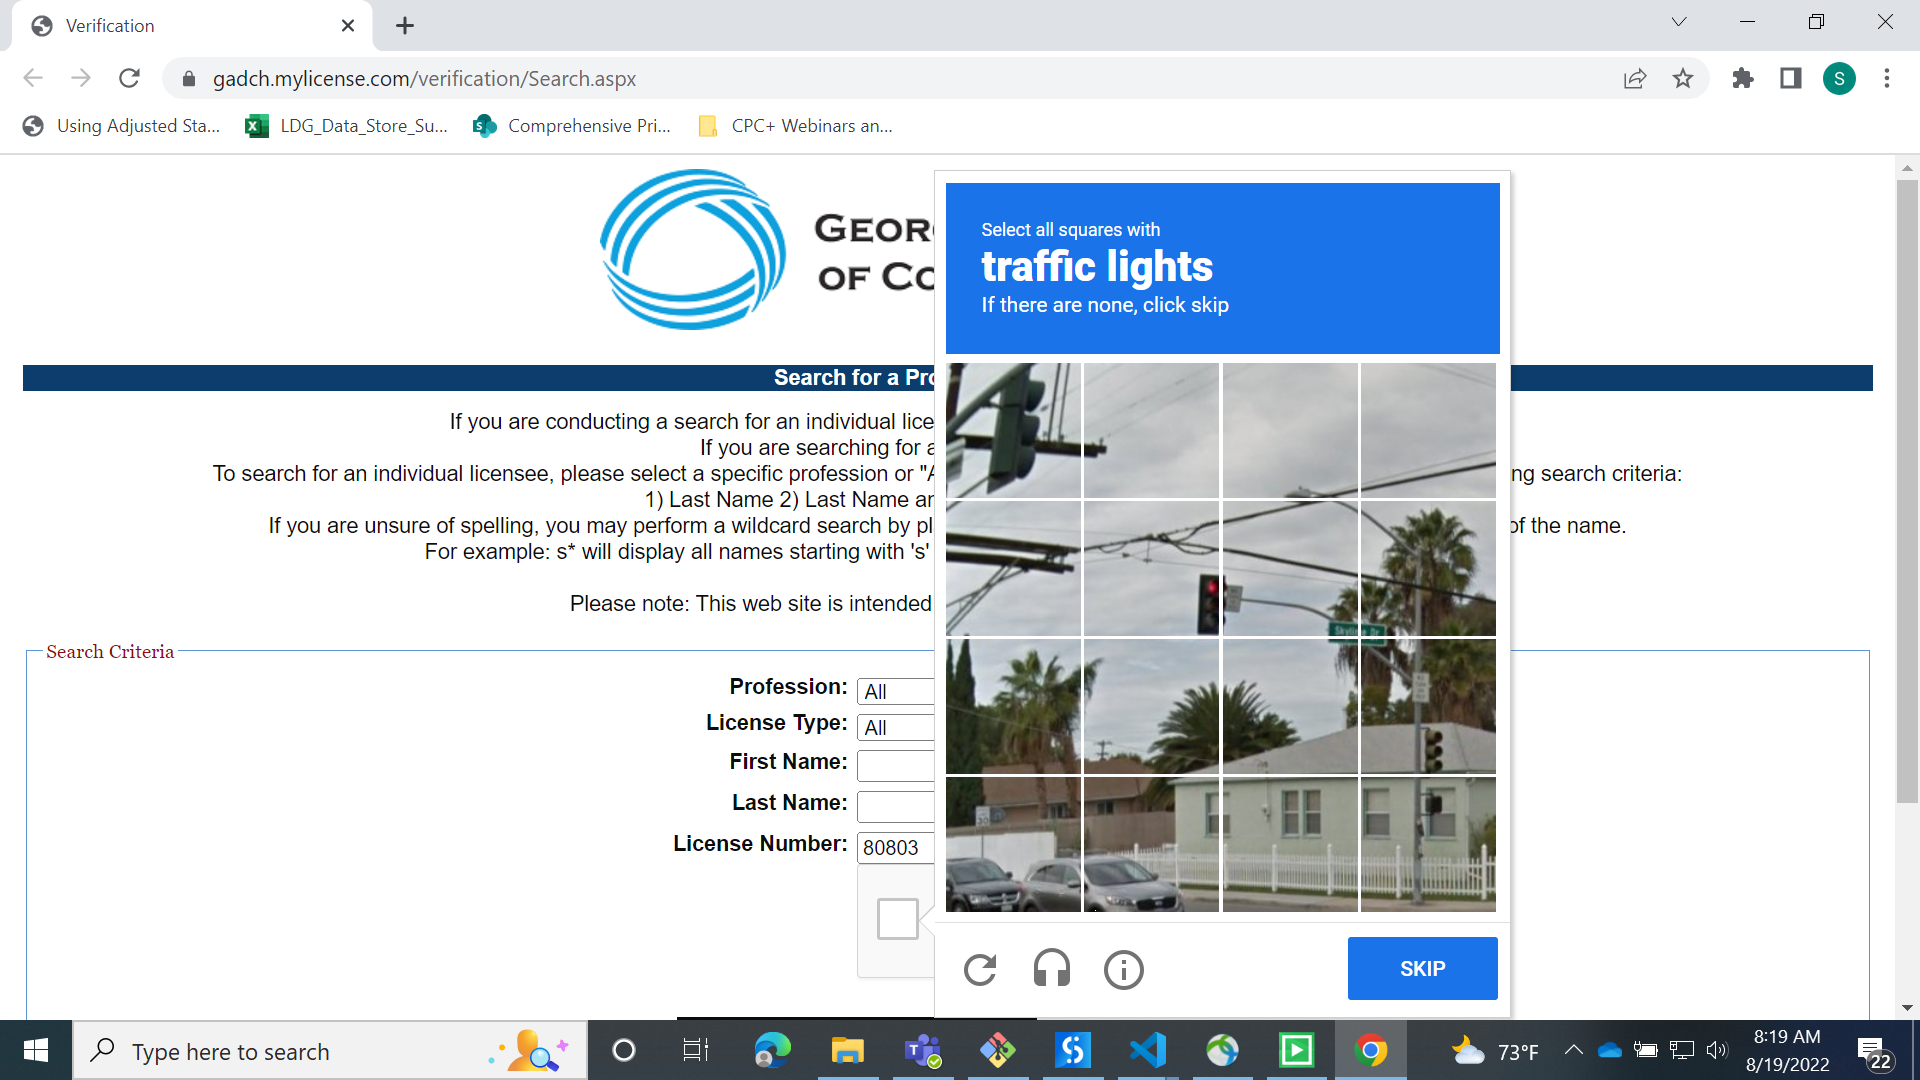 Verification
gadch.mylicense.com/verification/Search.aspx
S
Using Adjusted Sta...
LDG_Data_Store_Su...
Comprehensive Pri...
CPC+ Webinars an...
GEOR
OF CO
Select all squares with
traffic lights
If there are none, click skip
Search for a Pro
If you are conducting a search for an individual lice
If you are searching for a
To search for an individual licensee, please select a specific profession or "A
ng search criteria:
1) Last Name 2) Last Name an
If you are unsure of spelling, you may perform a wildcard search by pl
of the name.
For example: s* will display all names starting with 's'
Please note: This web site is intended
Skyline Dr
Search Criteria
Profession:
All
License Type:
All
First Name:
Last Name:
License Number:
80803
30
SKIP
Type here to search
73°F
8:19 AM
8/19/2022
22